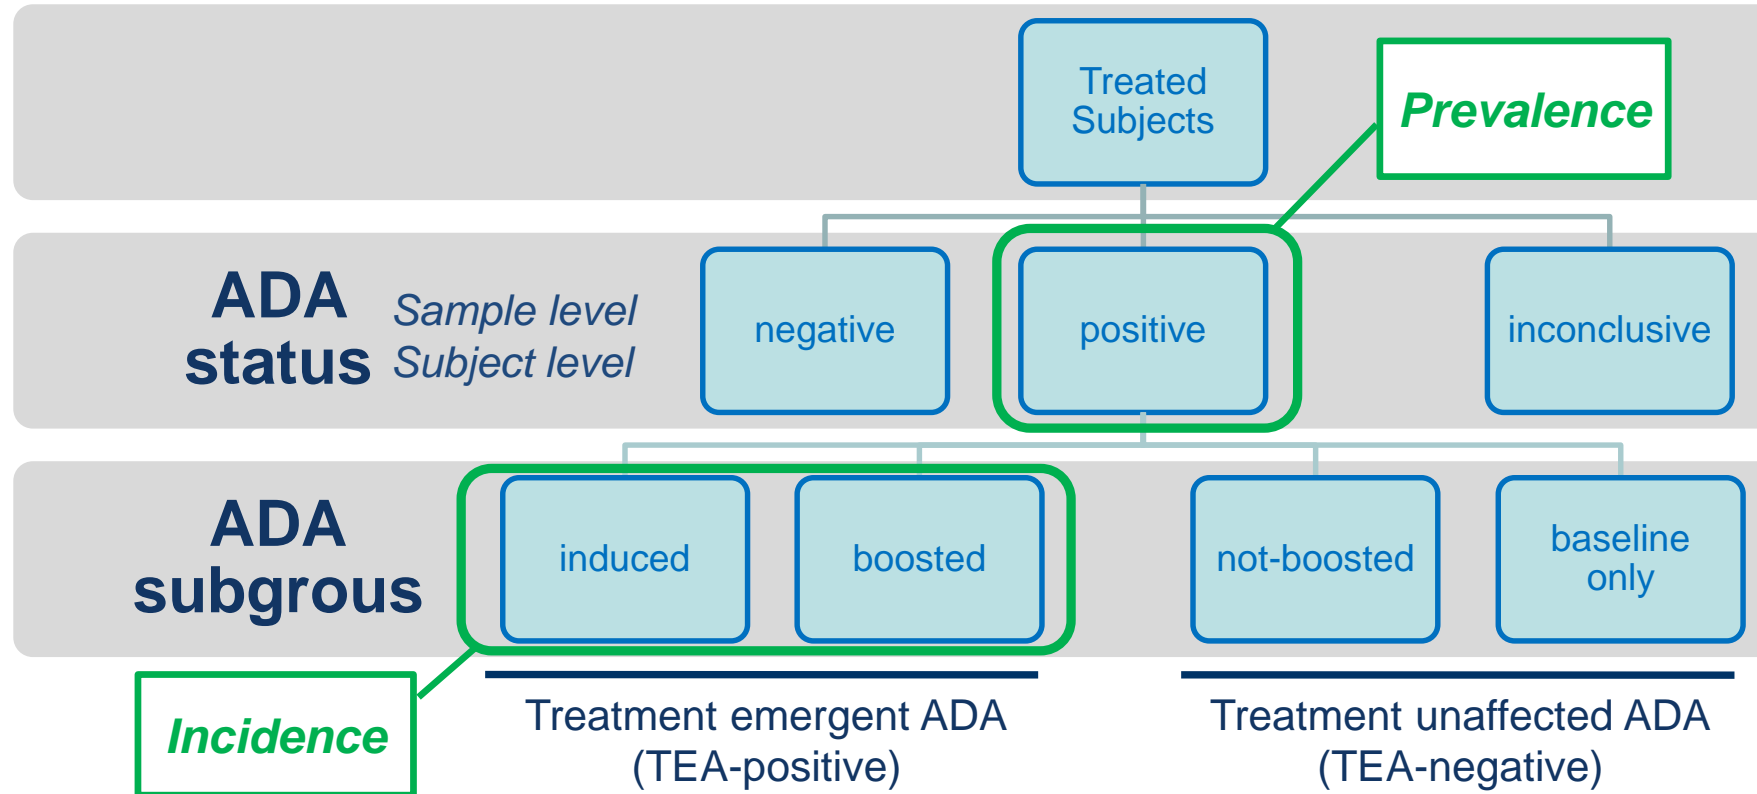 Treated
Subjects
Prevalence
ADA
status
Sample level
Subject level
negative
positive
inconclusive
ADA
subgrous
induced
boosted
not-boosted
baseline
only
Incidence
Treatment emergent ADA
(TEA-positive)
Treatment unaffected ADA
(TEA-negative)